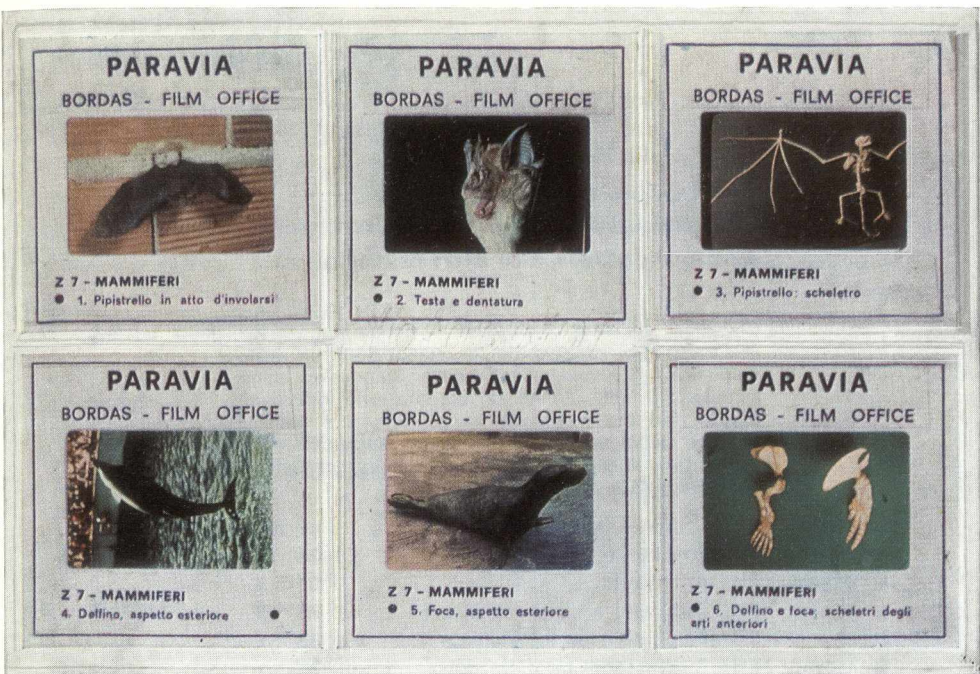 PARAVIA
BORDAS - FILM OFFICE
Z 7 - MAMMIFERI
● 1. Pipistrello in atto d'involarsi
PARAVIA
BORDAS - FILM OFFICE
Z 7 - MAMMIFERI
● 2. Testa e dentatura
PARAVIA
BORDAS - FILM OFFICE
Z 7 - MAMMIFERI
● 3. Pipistrello: scheletro
PARAVIA
BORDAS - FILM OFFICE
Z 7 - MAMMIFERI
4. Delfino, aspetto esteriore ●
PARAVIA
BORDAS - FILM OFFICE
Z 7 - MAMMIFERI
● 5. Foca, aspetto esteriore
PARAVIA
BORDAS - FILM OFFICE
Z 7 - MAMMIFERI
● 6. Delfino e foca; scheletri degli
arti anteriori